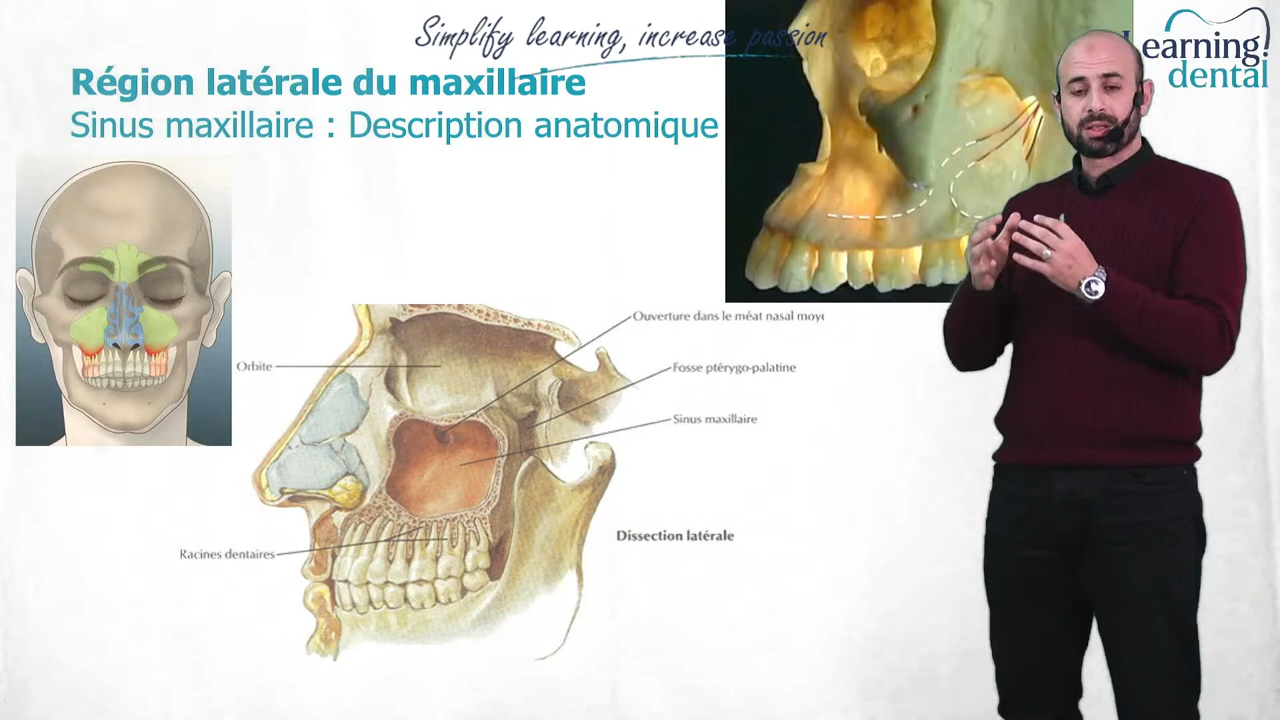 Simplify learning, increase passion
Learning!
dental
Région latérale du maxillaire
Sinus maxillaire : Description anatomique
Ouverture dans le méat nasal moye
Orbite
Fosse ptérygo-palatine
Sinus maxillaire
Dissection latérale
Racines dentaires